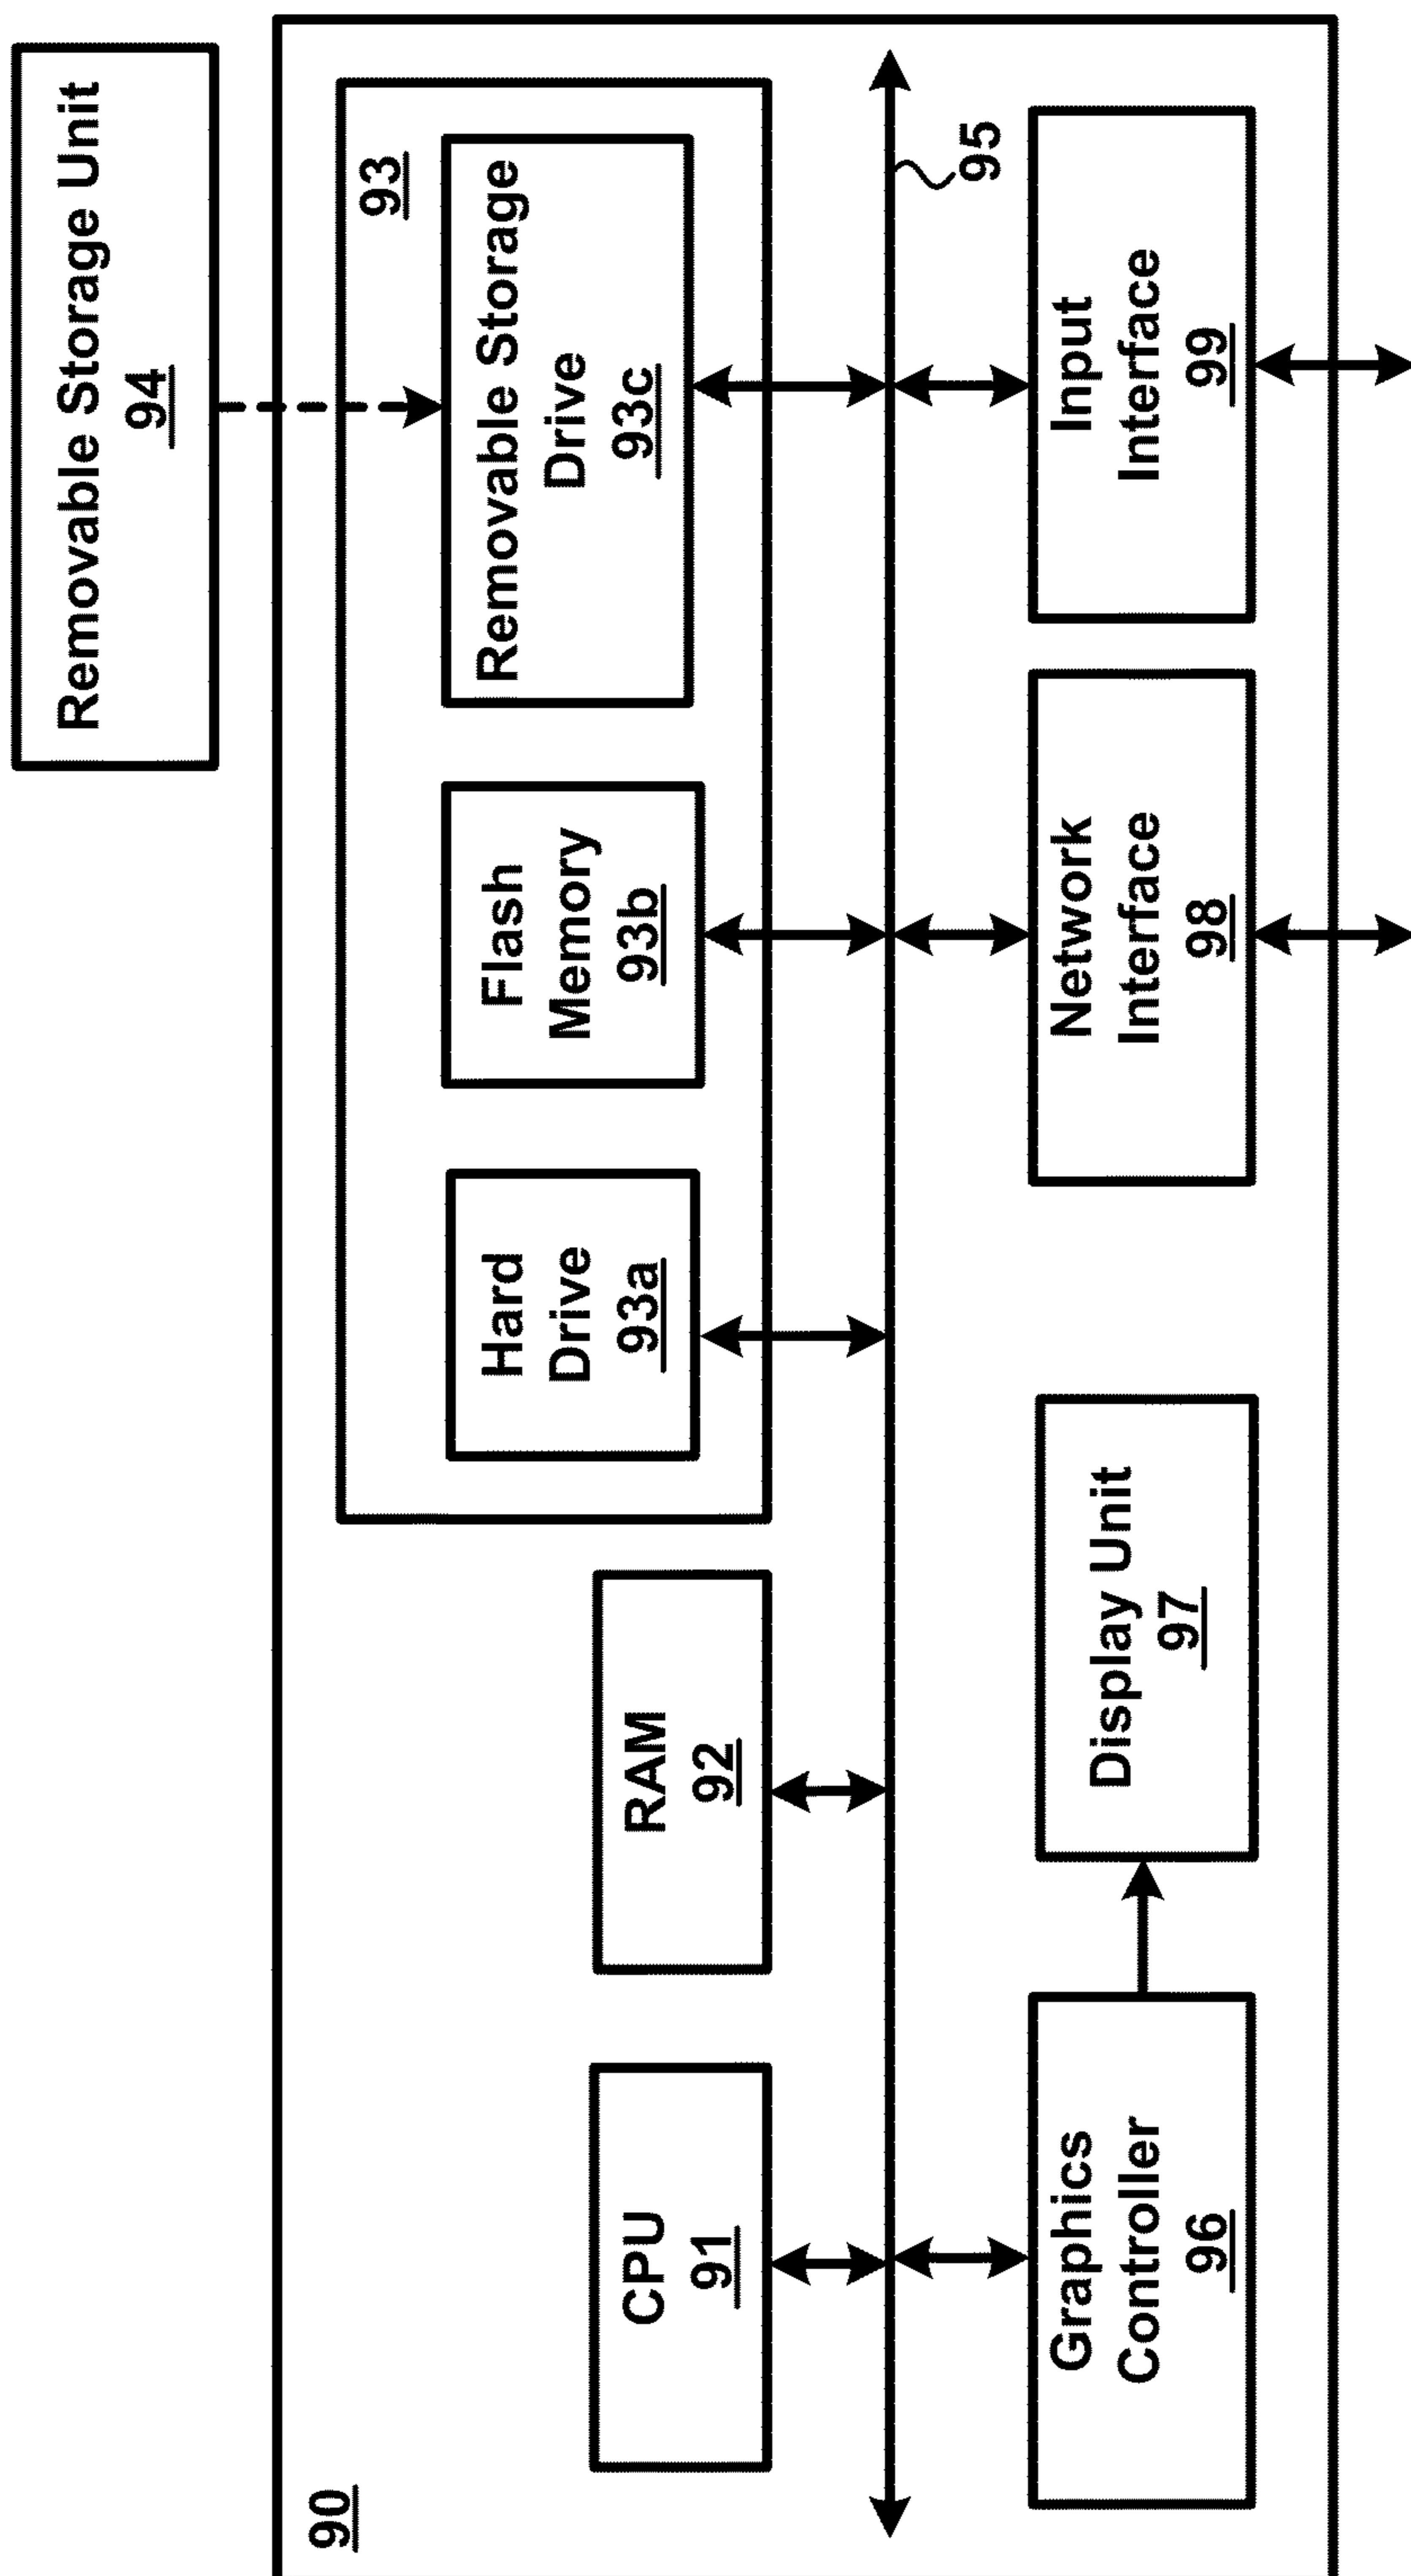 Removable Storage Unit
94
90
93
CPU
91
RAM
92
Hard
Drive
93a
Flash
Memory
93b
Removable Storage
Drive
93c
95
Graphics
Controller
96
Display Unit
97
Network
Interface
98
Input
Interface
99